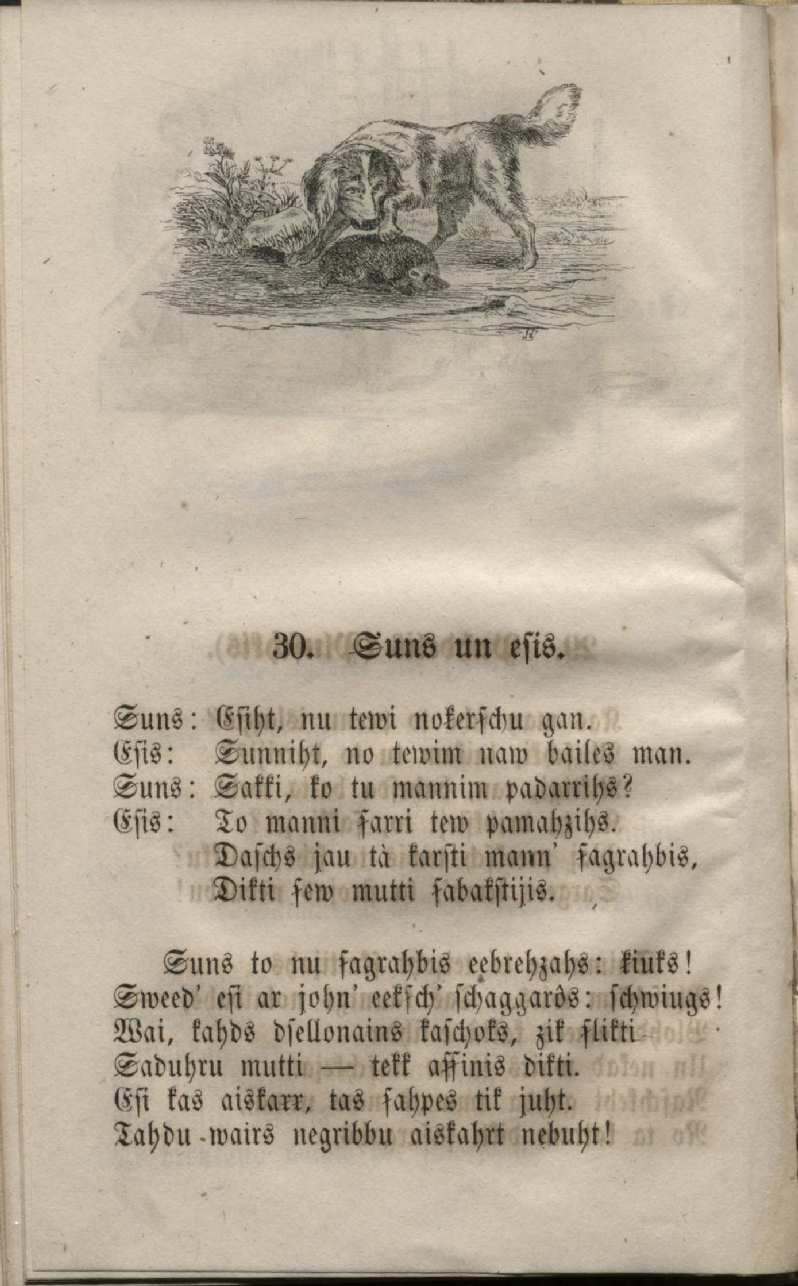 30. Suns un esis.
Suns: Esiht, nu tewi nokerschu gan.
Esis: Sunniht, no tewim naw bailes man.
Suns: Sakki, ko tu mannim padarrihs?
Esis: To manni sarri tew pamahzihs.
Daschs jau tà karsti mann' sagrahbis,
Dikti sew mutti sabakstijis.
Suns to nu sagrahbis eebrehzahs: kiuks!
Sweed' esi ar john' eeksch' schaggarôs: schwiugs!
Wai, kahds dsellonains kaschoks, zik slikti
Saduhru mutti — tekk assinis dikti.
Esi kas aiskarr, tas sahpes tik juht.
Tahdu wairs negribbu aiskahrt nebuht!